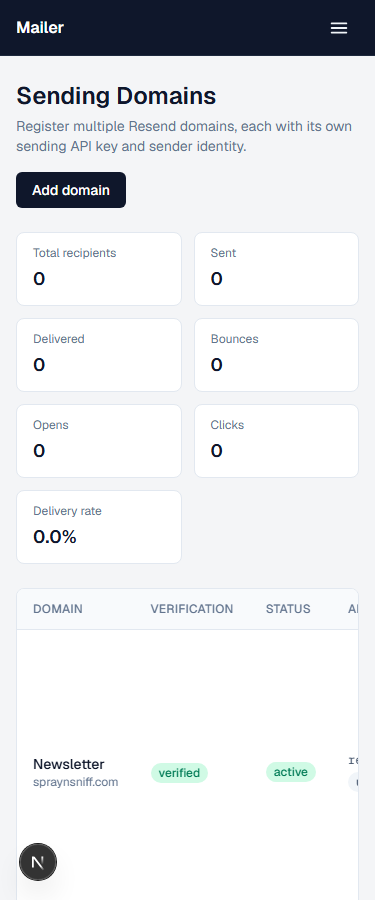 Mailer
Sending Domains
Register multiple Resend domains, each with its own
sending API key and sender identity.
Add domain
Total recipients
0
Sent
0
Delivered
0
Bounces
0
Opens
0
Clicks
0
Delivery rate
0.0%
DOMAIN VERIFICATION STATUS
Newsletter
spraynsniff.com
verified
active
re
N